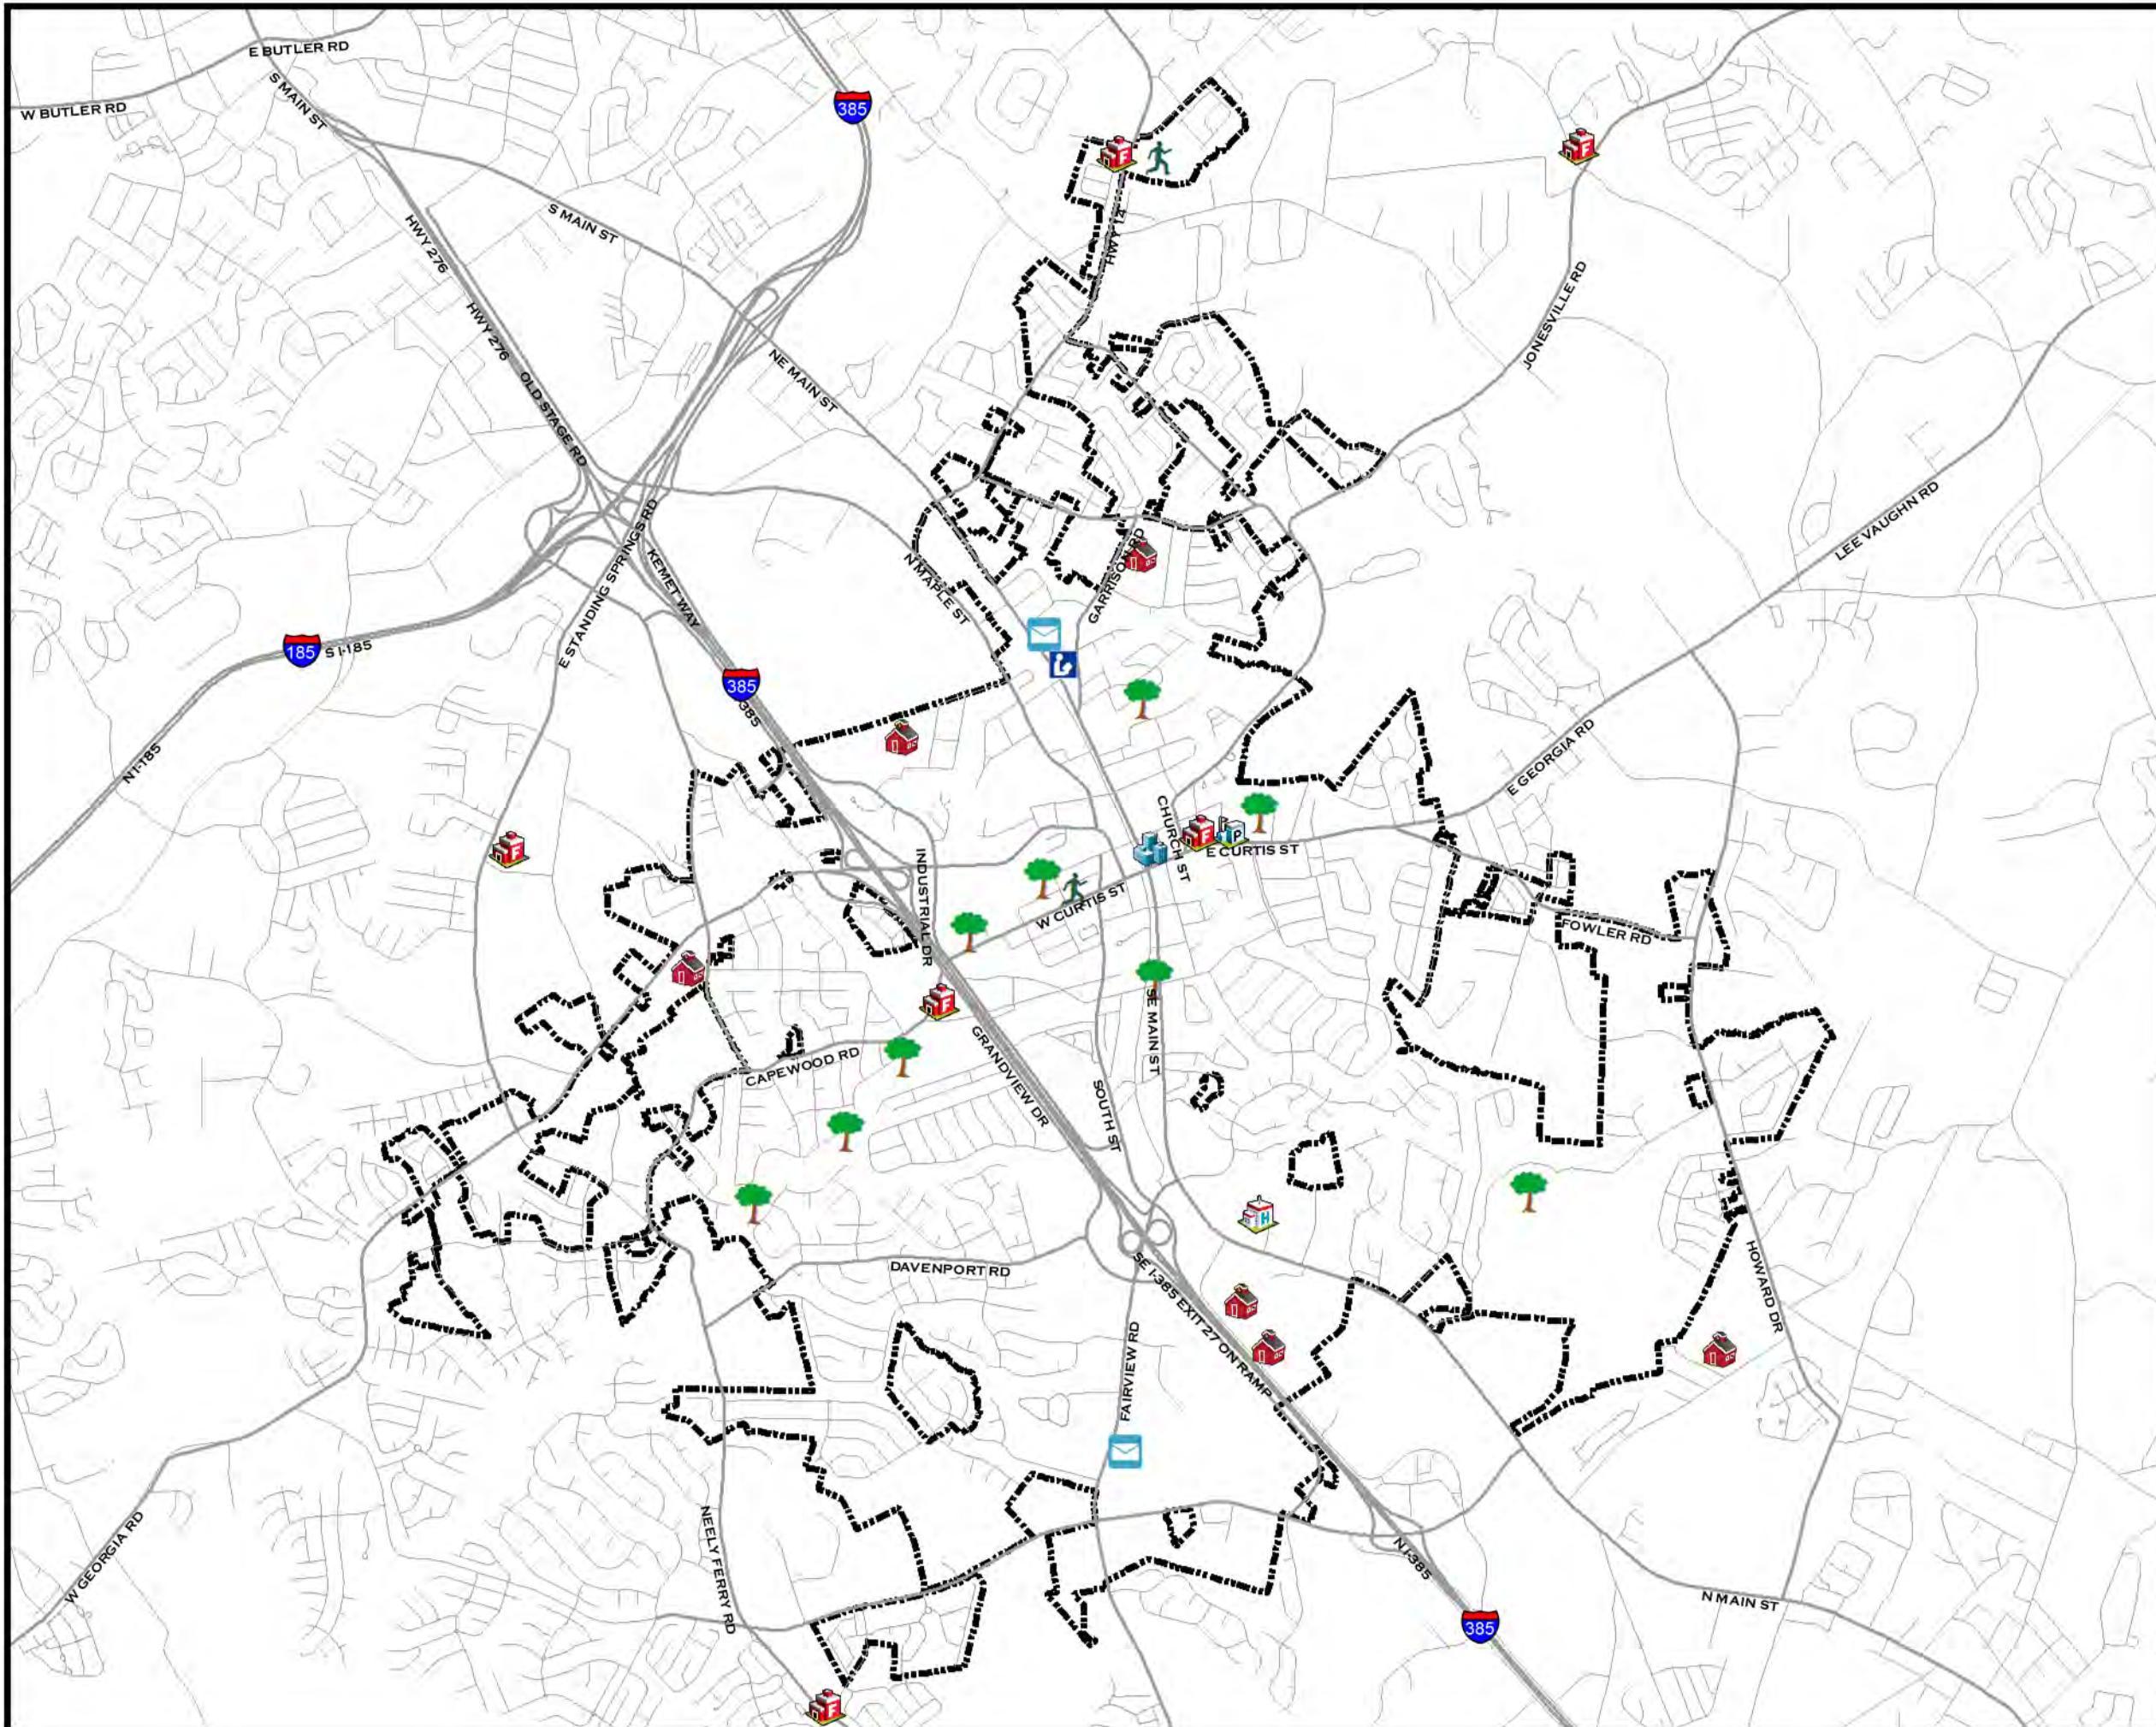 E BUTLER RD
W BUTLER RD
S MAIN ST
385
F
F
HWY 14
S MAIN ST
HWY 276
HWY 276
JONESVILLE RD
NE MAIN ST
OLD STAGE RD
LEE VAUGHN RD
E STANDING SPRINGS RD
KEMET WAY
N MAPLE ST
GARRISON RD
185
S I-185
385
385
N I-185
E GEORGIA RD
CHURCH ST
F
P
E CURTIS ST
F
INDUSTRIAL DR
W CURTIS ST
FOWLER RD
F
SE MAIN ST
GRANDVIEW DR
CAPEWOOD RD
SOUTH ST
H
DAVENPORT RD
SE I-385 EXIT 27 ON RAMP
HOWARD DR
FAIRVIEW RD
NEELY FERRY RD
W GEORGIA RD
N I-385
N MAIN ST
385
F